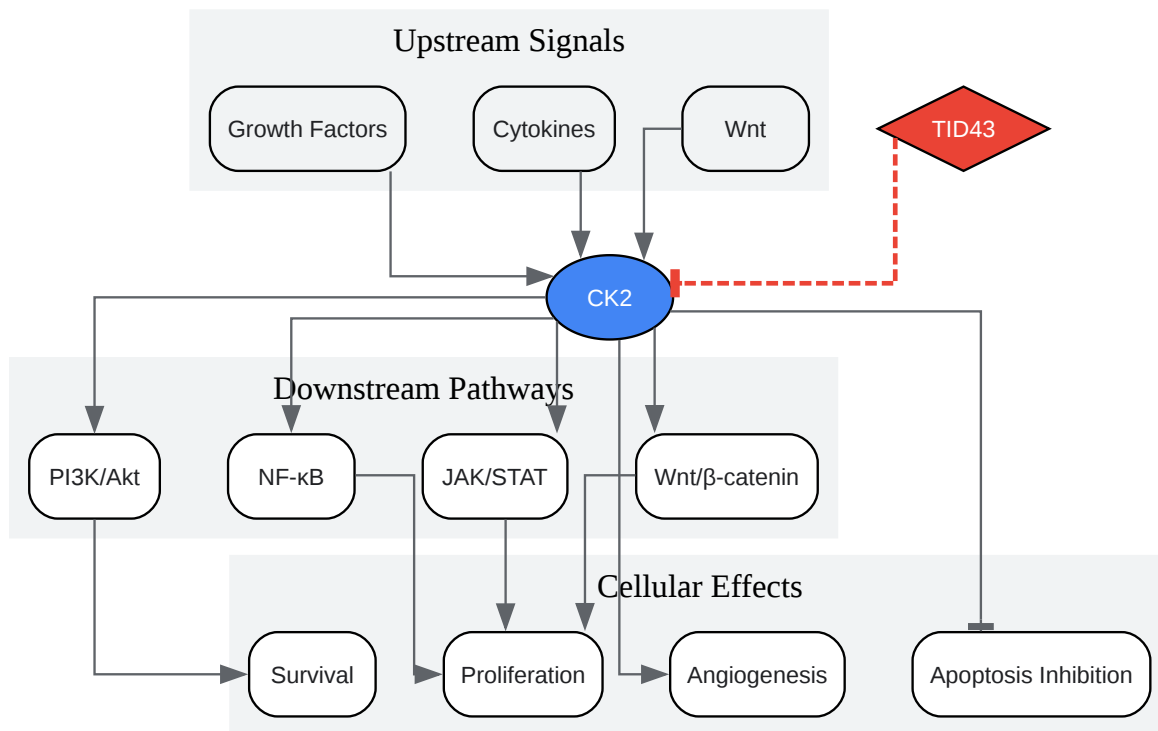 Upstream Signals
Growth Factors
Cytokines
Wnt
TID43
CK2
Downstream Pathways
PI3K/Akt
NF-κB
JAK/STAT
Wnt/β-catenin
Cellular Effects
Survival
Proliferation
Angiogenesis
Apoptosis Inhibition